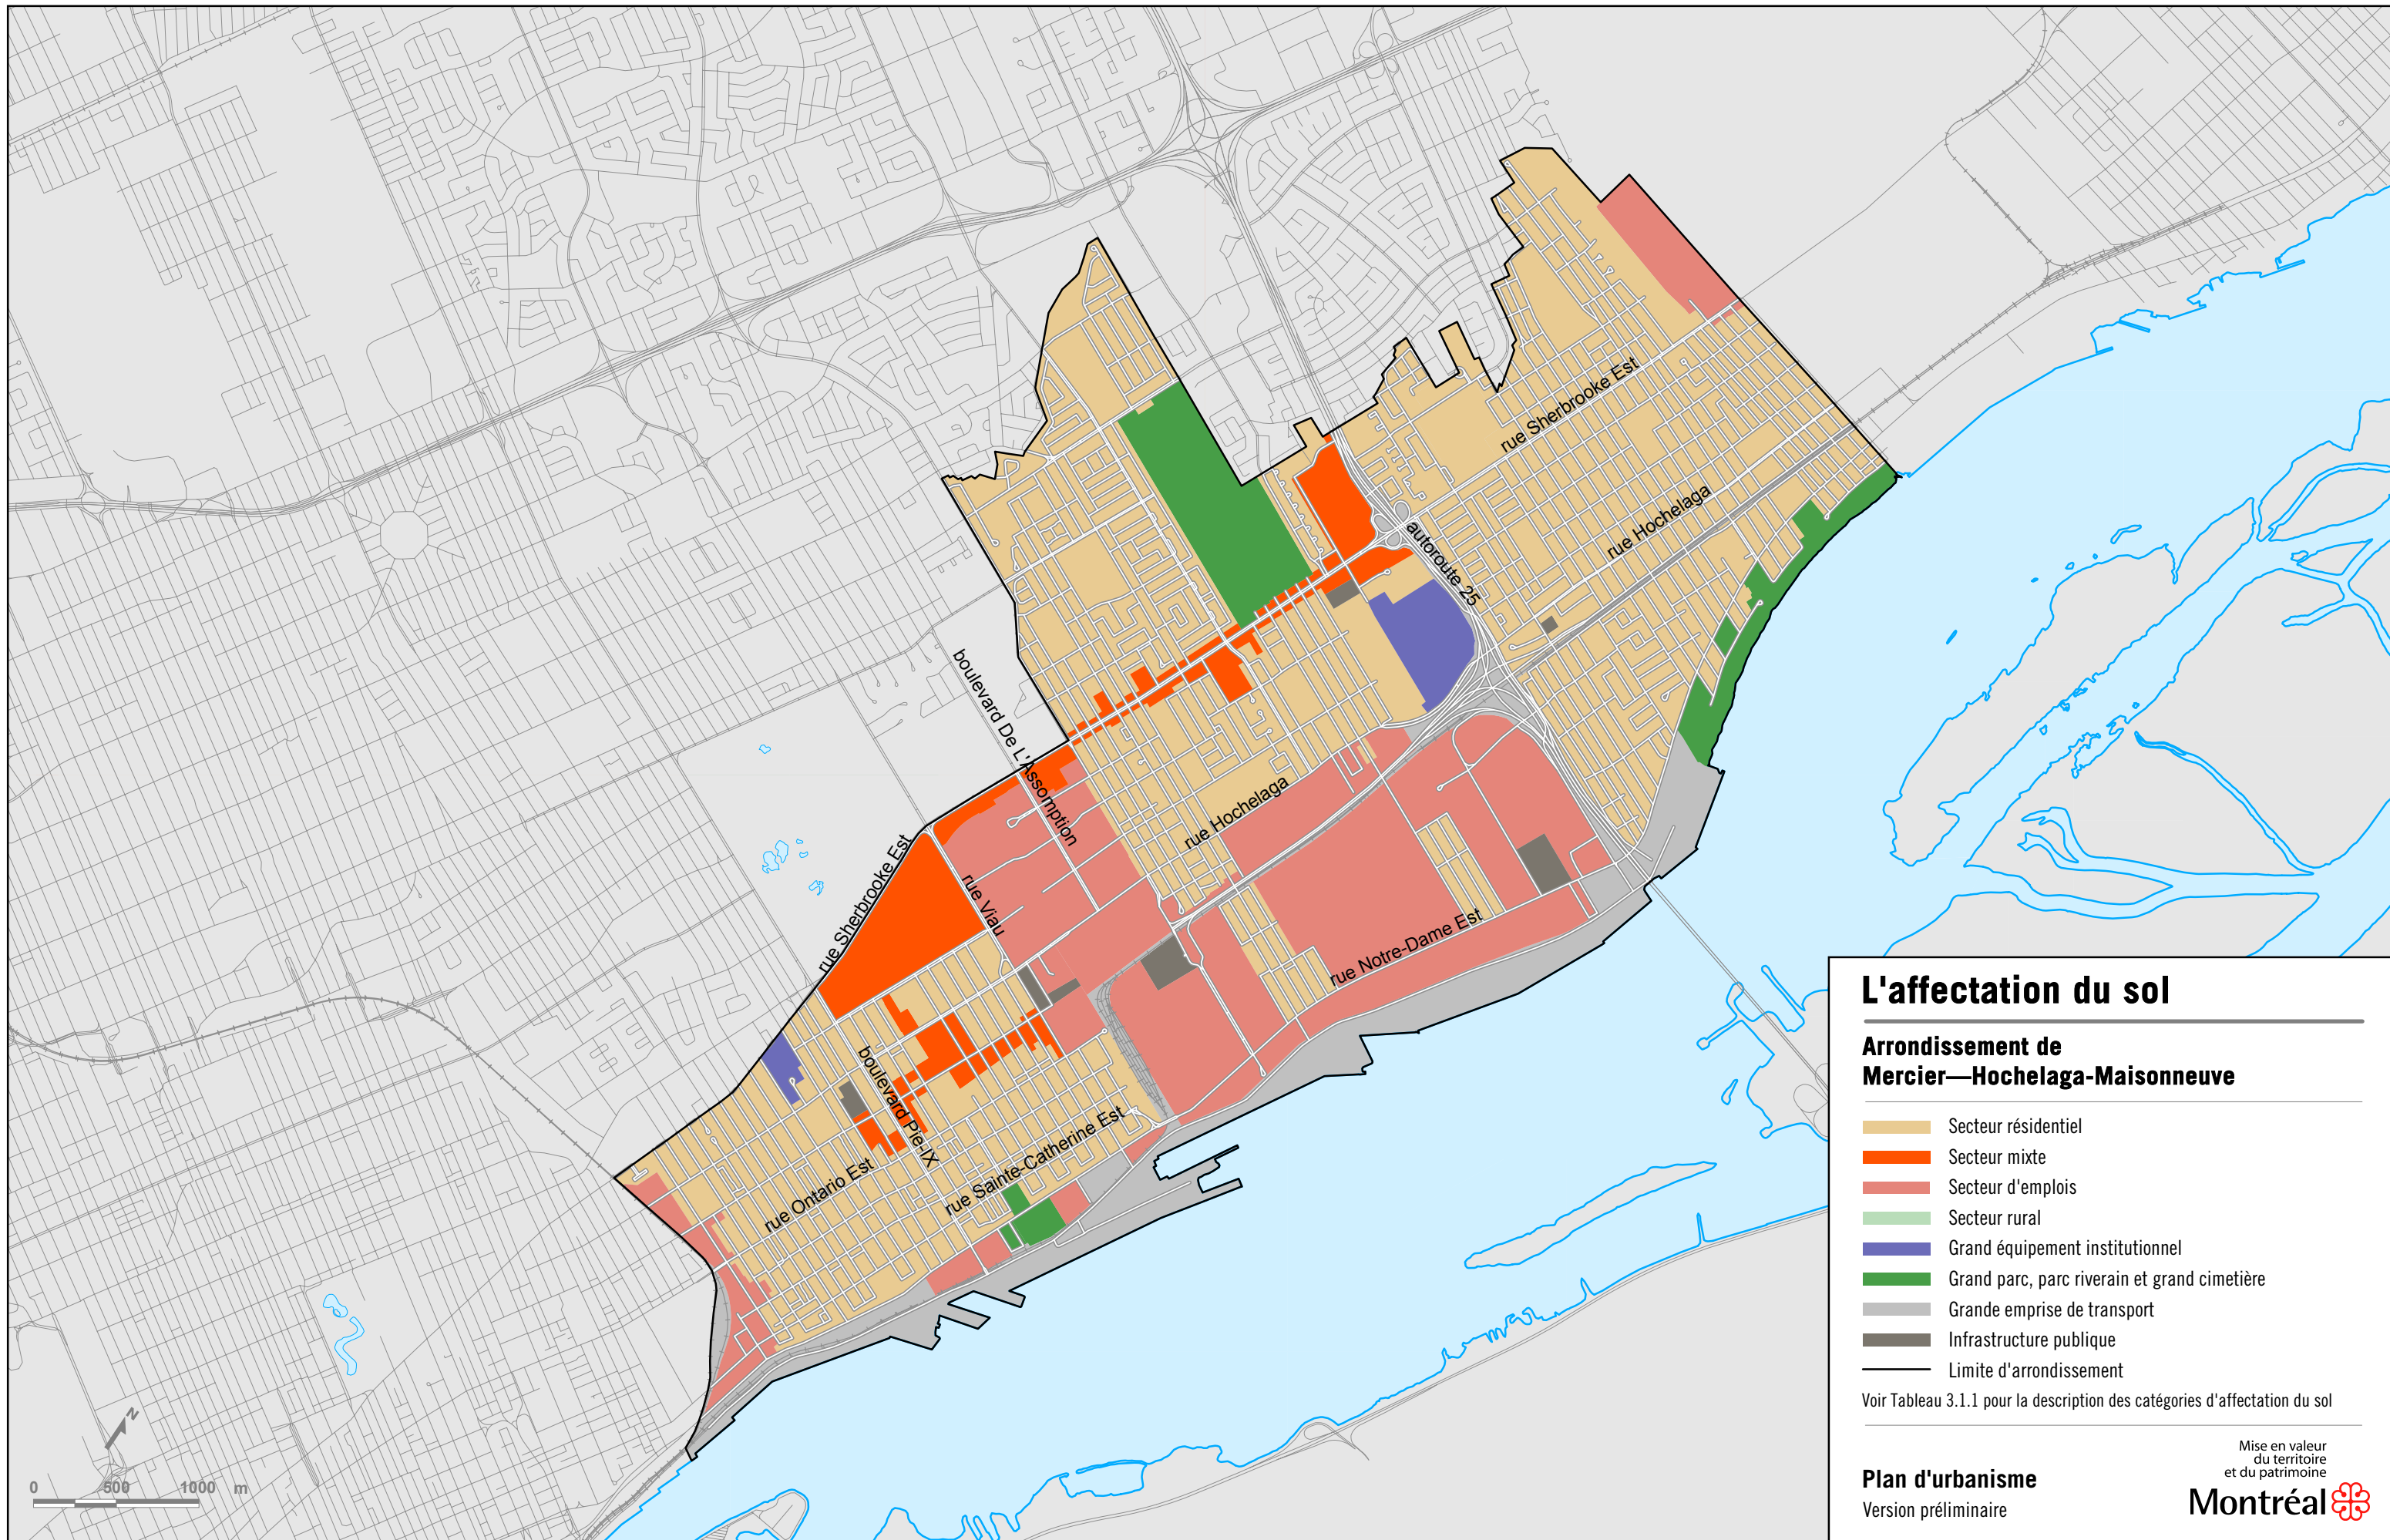 rue Sherbrooke Est
rue Hochelaga
autoroute 25
boulevard De L'Assomption
rue Hochelaga
rue Sherbrooke Est
rue Viau
rue Notre-Dame Est
boulevard Pie-IX
rue Ontario Est
rue Sainte-Catherine Est
N
0 500 1000 m
L'affectation du sol
Arrondissement de
Mercier—Hochelaga-Maisonneuve
Secteur résidentiel
Secteur mixte
Secteur d'emplois
Secteur rural
Grand équipement institutionnel
Grand parc, parc riverain et grand cimetière
Grande emprise de transport
Infrastructure publique
Limite d'arrondissement
Voir Tableau 3.1.1 pour la description des catégories d'affectation du sol
Plan d'urbanisme
Version préliminaire
Mise en valeur
du territoire
et du patrimoine
Montréal